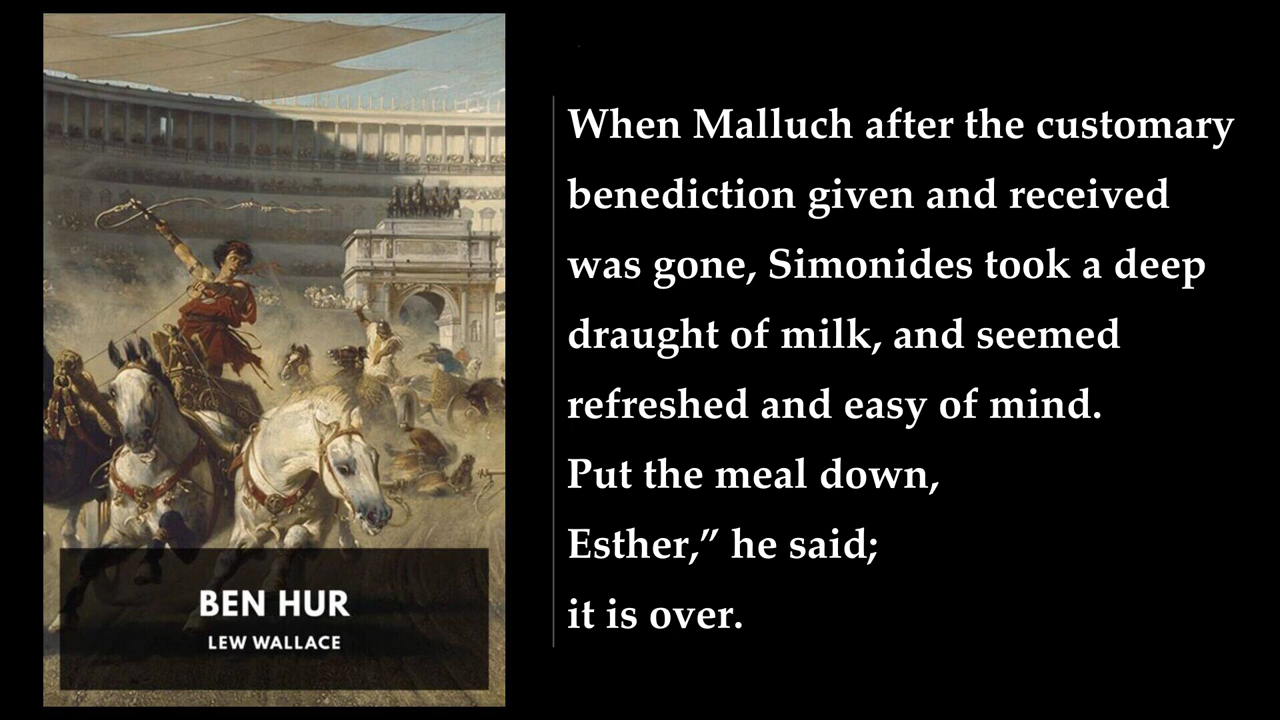 BEN HUR
LEW WALLACE
When Malluch after the customary
benediction given and received
was gone, Simonides took a deep
draught of milk, and seemed
refreshed and easy of mind.
Put the meal down,
Esther,” he said;
it is over.